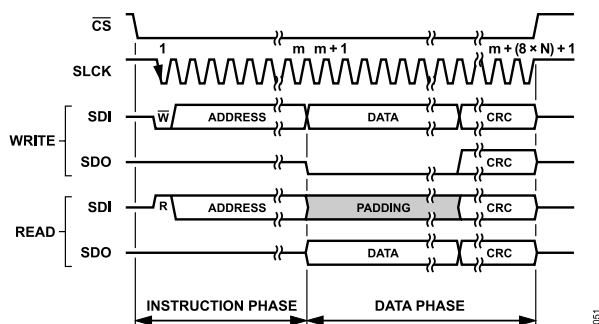 CS
1 m m + 1 m + (8 × N) + 1
SLCK
SDI W ADDRESS DATA CRC
WRITE
SDO CRC
SDI R ADDRESS PADDING CRC
READ
SDO DATA CRC
INSTRUCTION PHASE DATA PHASE
051